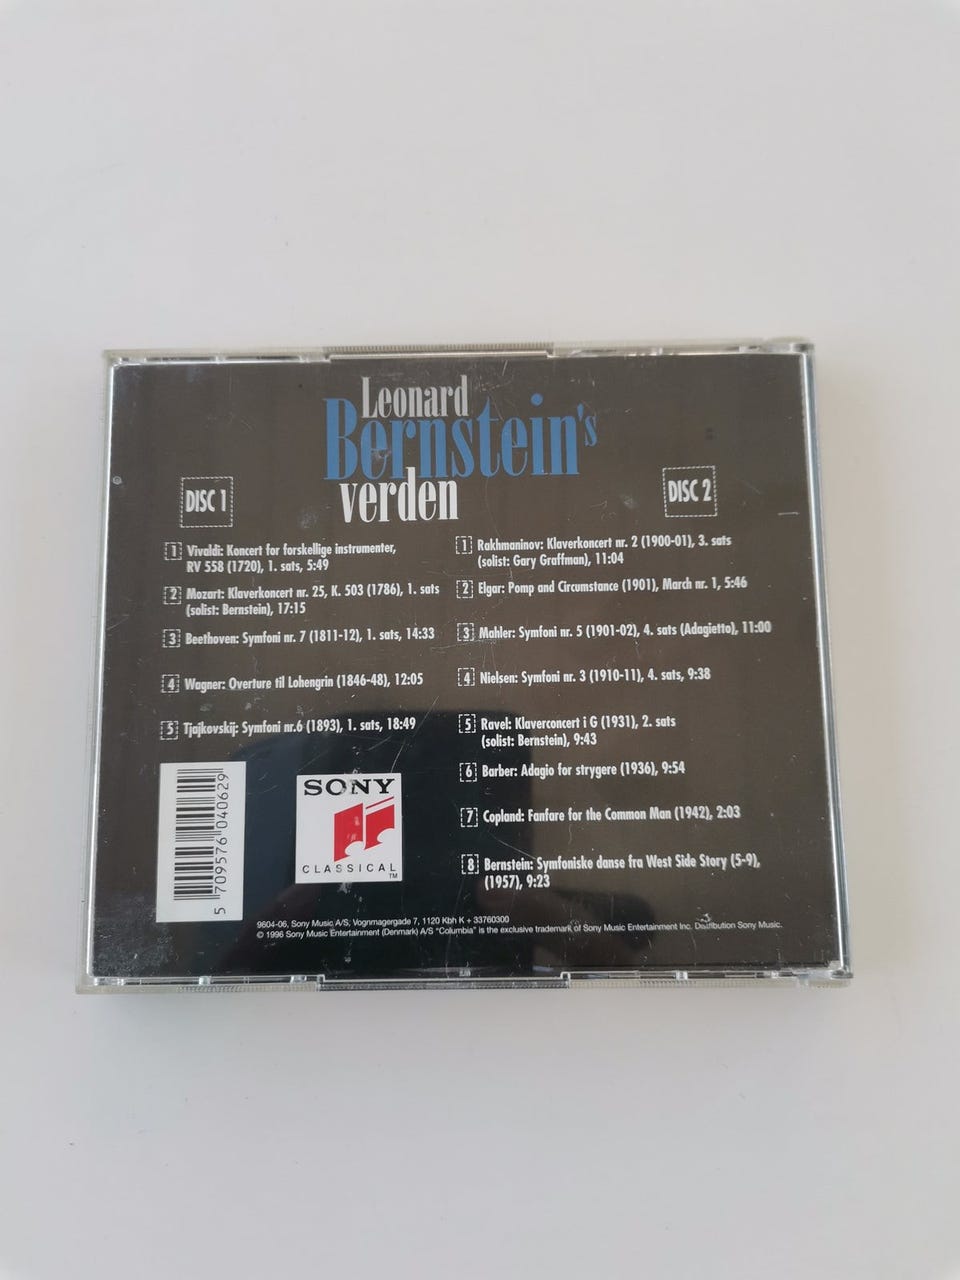 Leonard
Bernstein's
verden
DISC 1
1 Vivaldi: Koncert for forskellige instrumenter,
RV 558 (1720), 1. sats, 5:49
2 Mozart: Klaverkoncert nr. 25, K. 503 (1786), 1. sats
(solist: Bernstein), 17:15
3 Beethoven: Symfoni nr. 7 (1811-12), 1. sats, 14:33
4 Wagner: Overture til Lohengrin (1846-48), 12:05
5 Tjajkovskij: Symfoni nr.6 (1893), 1. sats, 18:49
DISC 2
1 Rakhmaninov: Klaverkoncert nr. 2 (1900-01), 3. sats
(solist: Gary Graffman), 11:04
2 Elgar: Pomp and Circumstance (1901), March nr. 1, 5:46
3 Mahler: Symfoni nr. 5 (1901-02), 4. sats (Adagietto), 11:00
4 Nielsen: Symfoni nr. 3 (1910-11), 4. sats, 9:38
5 Ravel: Klaverconcert i G (1931), 2. sats
(solist: Bernstein), 9:43
6 Barber: Adagio for strygere (1936), 9:54
7 Copland: Fanfare for the Common Man (1942), 2:03
8 Bernstein: Symfoniske danse fra West Side Story (5-9),
(1957), 9:23
5 709576 040629
SONY
CLASSICAL
TM
9604-06, Sony Music A/S, Vognmagergade 7, 1120 Kbh K + 33760300
© 1996 Sony Music Entertainment (Denmark) A/S "Columbia" is the exclusive trademark of Sony Music Entertainment Inc. Distribution Sony Music.